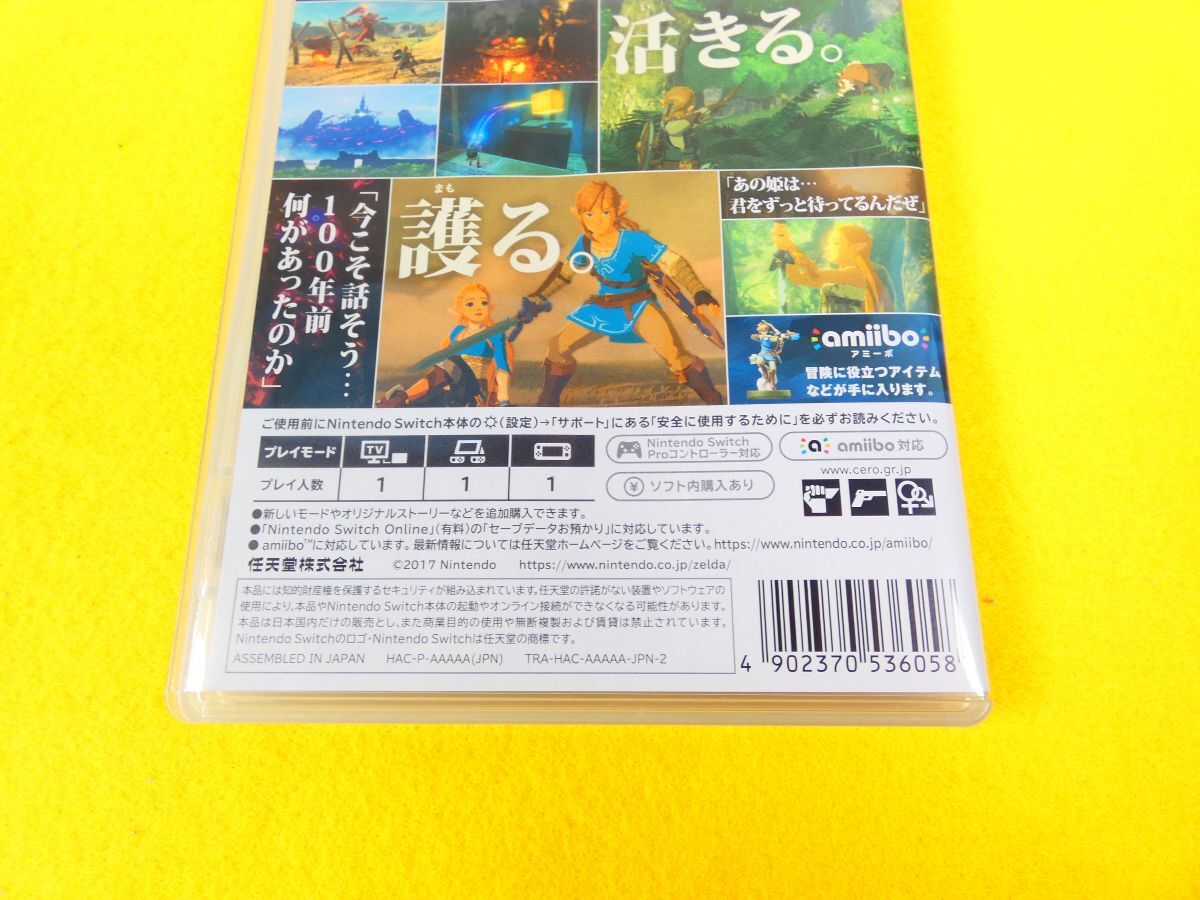 活きる。
「今こそ話そう…
100年前
何があったのか」
まも
護る。
「あの姫は…
君をずっと待ってるんだぜ」
amiibo
アミーボ
冒険に役立つアイテム
などが手に入ります。
ご使用前にNintendo Switch本体の(設定)→「サポート」にある「安全に使用するために」を必ずお読みください。
プレイモード TV
プレイ人数 1 1 1
Nintendo Switch
Proコントローラー対応
amiibo 対応
¥ ソフト内購入あり
www.cero.gr.jp
●新しいモードやオリジナルストーリーなどを追加購入できます。
●「Nintendo Switch Online」(有料)の「セーブデータお預かり」に対応しています。
● amiibo™に対応しています。最新情報については任天堂ホームページをご覧ください。https://www.nintendo.co.jp/amiibo/
任天堂株式会社 ©2017 Nintendo https://www.nintendo.co.jp/zelda/
本品には知的財産権を保護するセキュリティが組み込まれています。任天堂の許諾がない装置やソフトウェアの
使用により、本品やNintendo Switch本体の起動やオンライン接続ができなくなる可能性があります。
本品は日本国内だけの販売とし、また商業目的の使用や無断複製および賃貸は禁止されています。
Nintendo Switchのロゴ・Nintendo Switchは任天堂の商標です。
ASSEMBLED IN JAPAN HAC-P-AAAAA(JPN) TRA-HAC-AAAAA-JPN-2
4 902370 536058